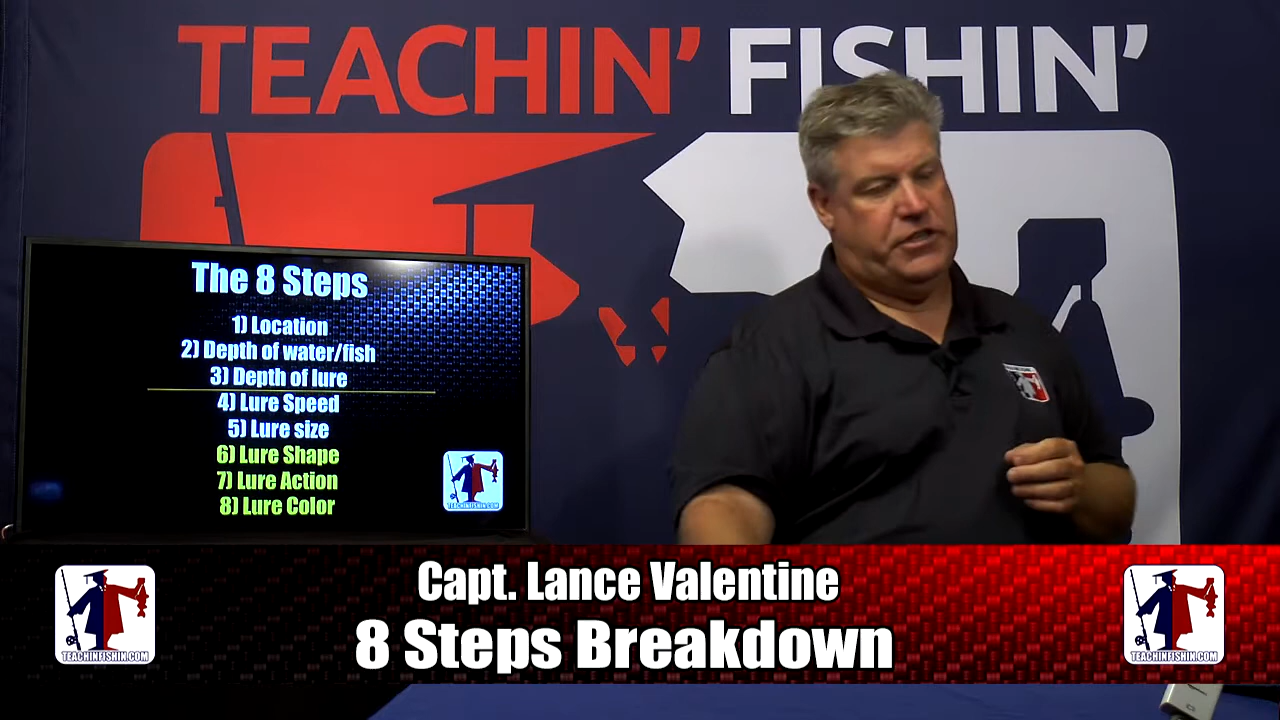 TEACHIN' FISHIN'
The 8 Steps
1) Location
2) Depth of water/fish
3) Depth of lure
4) Lure Speed
5) Lure size
6) Lure Shape
7) Lure Action
8) Lure Color
TEACHINFISHIN.COM
Capt. Lance Valentine
8 Steps Breakdown
TEACHINFISHIN.COM
TEACHINFISHIN.COM